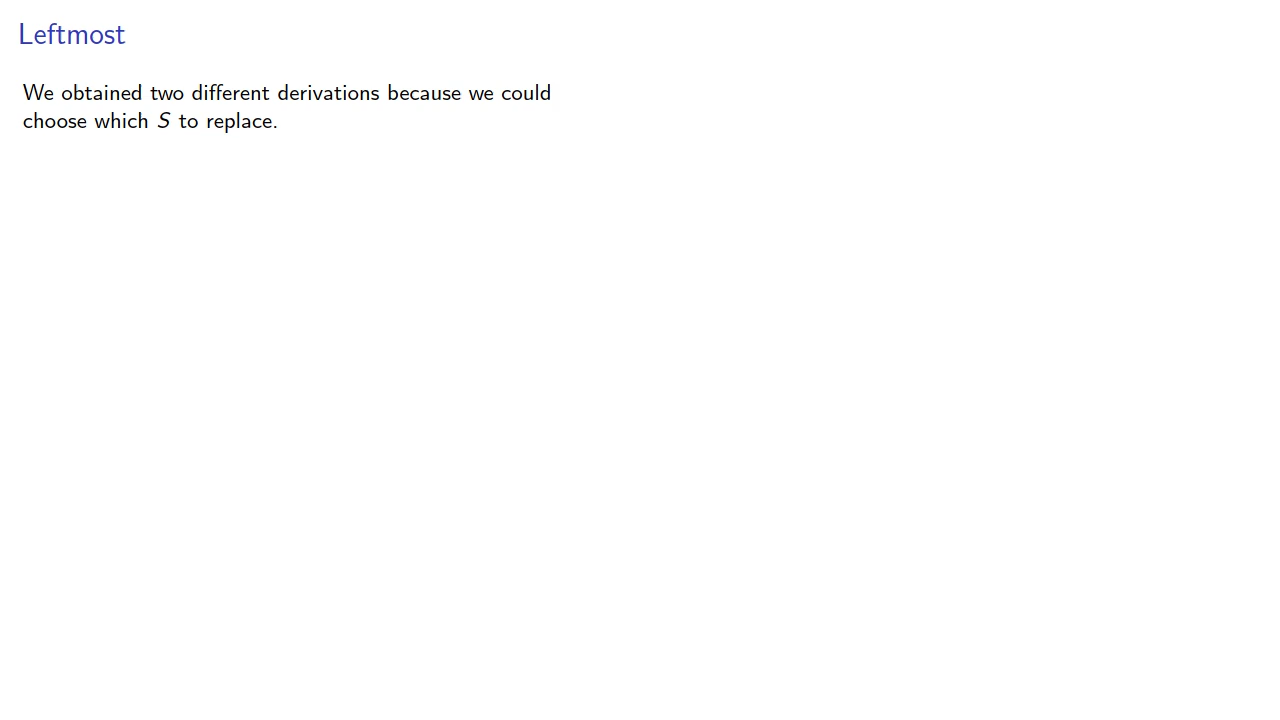 Leftmost
We obtained two different derivations because we could
choose which S to replace.